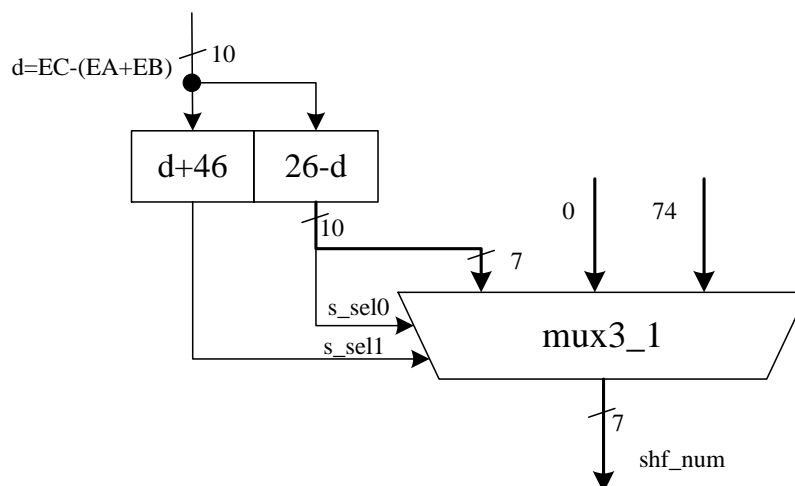 10
d=EC-(EA+EB)
d+46 26-d
10
0 74
7
s_sel0
s_sel1
mux3_1
7
shf_num